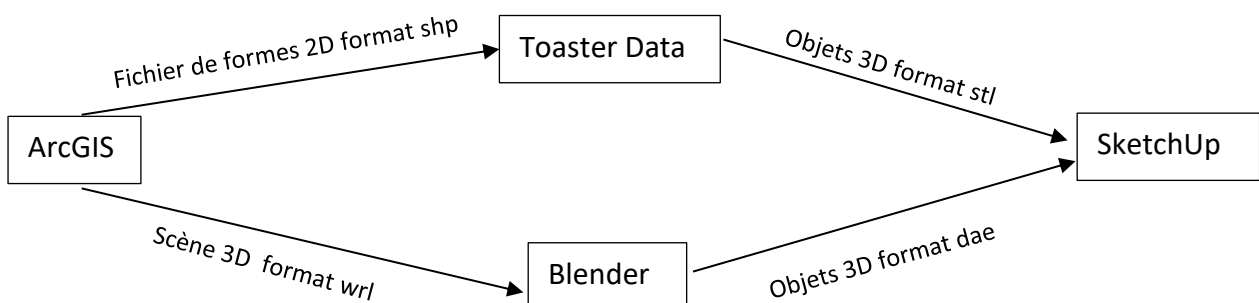 Fichier de formes 2D format shp
Toaster Data
Objets 3D format stl
ArcGIS
SketchUp
Scène 3D format wrl
Blender
Objets 3D format dae